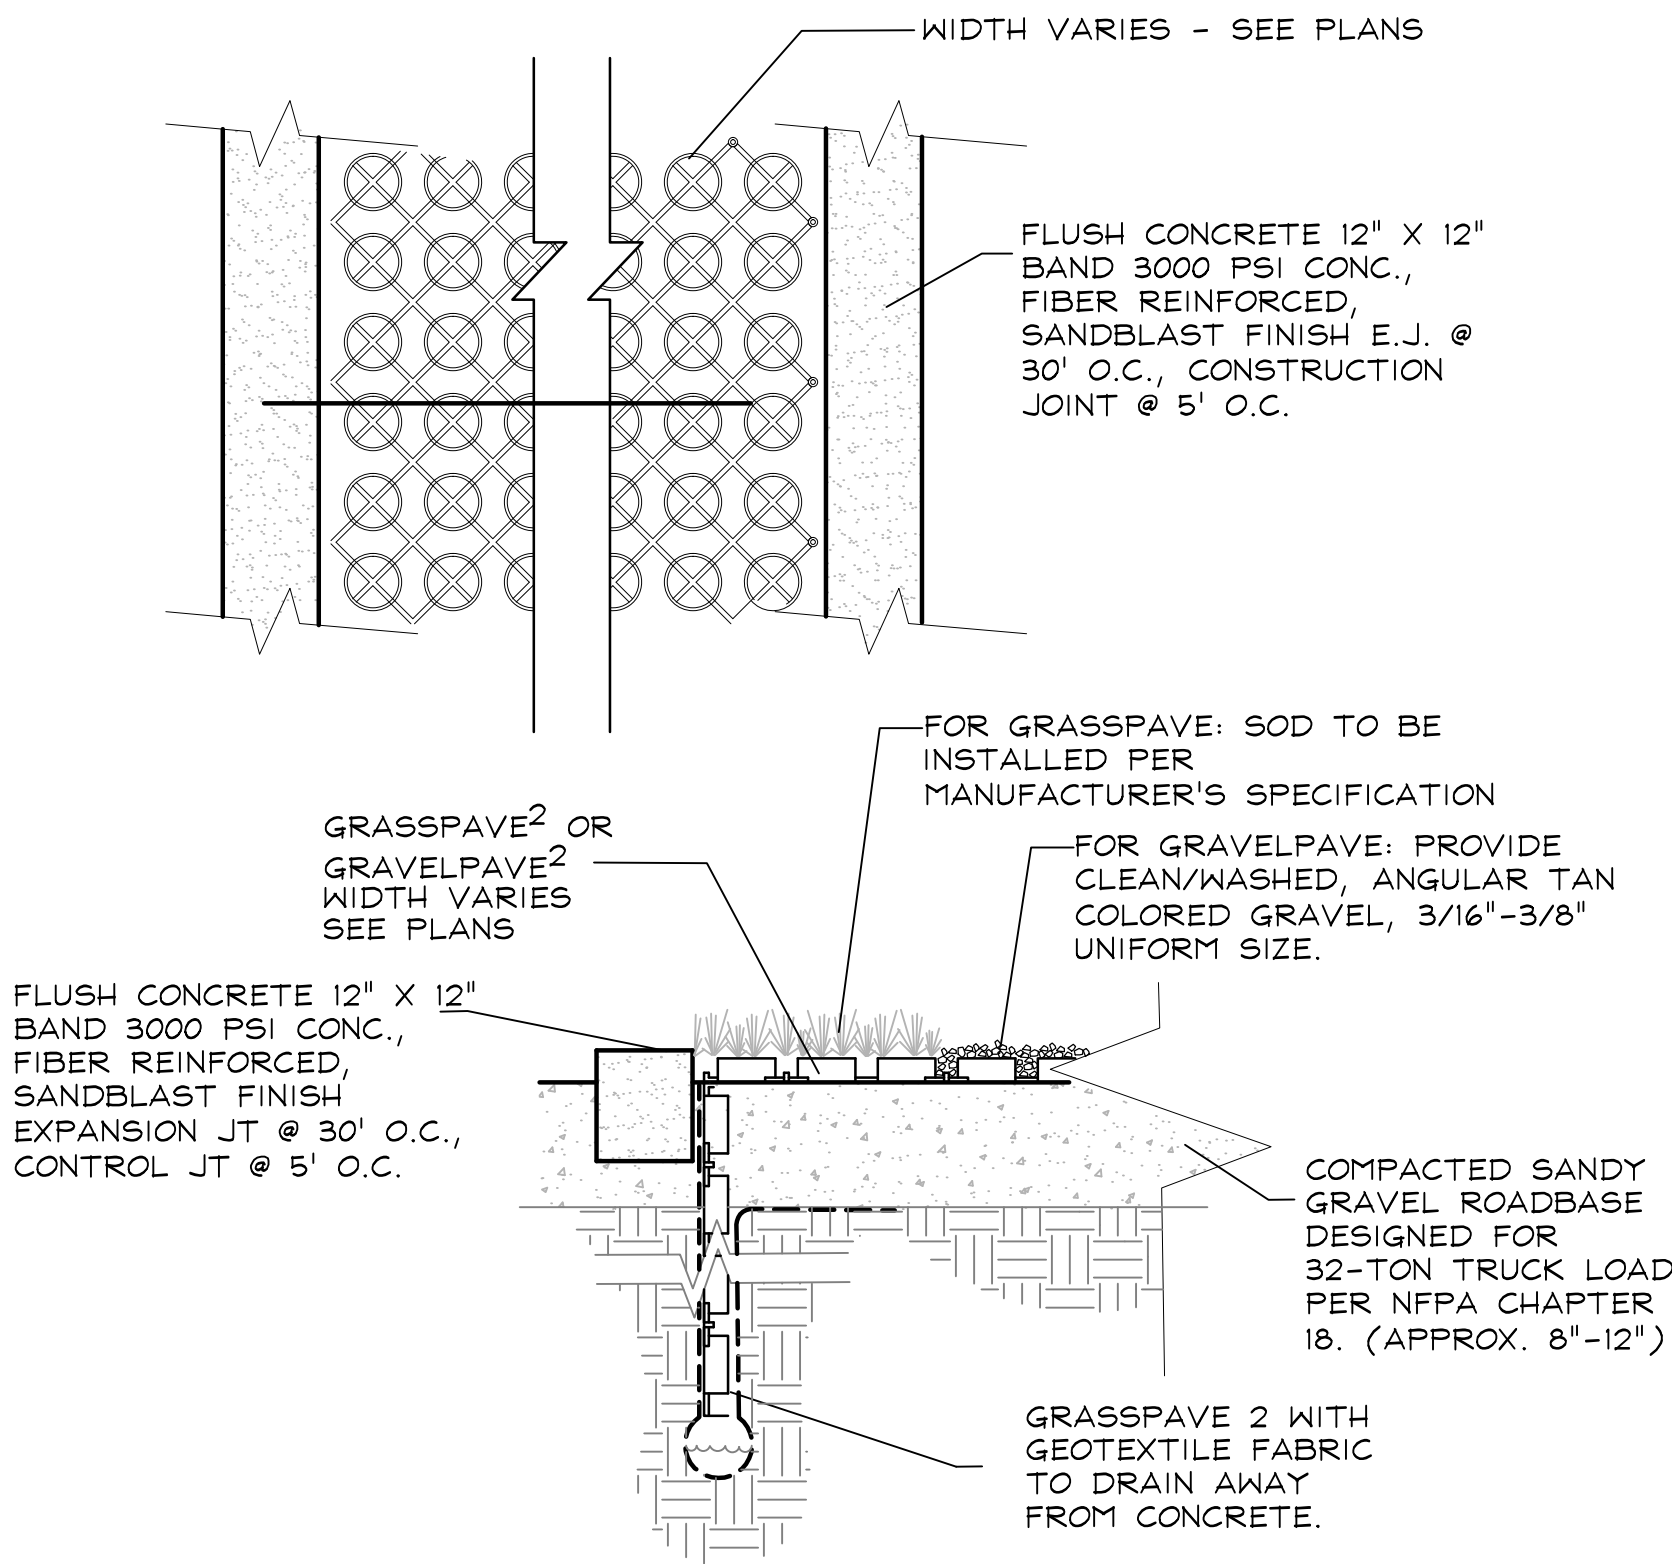 WIDTH VARIES - SEE PLANS
FLUSH CONCRETE 12" X 12"
BAND 3000 PSI CONC.,
FIBER REINFORCED,
SANDBLAST FINISH E.J. @
30' O.C., CONSTRUCTION
JOINT @ 5' O.C.
FOR GRASSPAVE: SOD TO BE
INSTALLED PER
MANUFACTURER'S SPECIFICATION
GRASSPAVE² OR
GRAVELPAVE²
WIDTH VARIES
SEE PLANS
FOR GRAVELPAVE: PROVIDE
CLEAN/WASHED, ANGULAR TAN
COLORED GRAVEL, 3/16"-3/8"
UNIFORM SIZE.
FLUSH CONCRETE 12" X 12"
BAND 3000 PSI CONC.,
FIBER REINFORCED,
SANDBLAST FINISH
EXPANSION JT @ 30' O.C.,
CONTROL JT @ 5' O.C.
COMPACTED SANDY
GRAVEL ROADBASE
DESIGNED FOR
32-TON TRUCK LOAD
PER NFPA CHAPTER
18. (APPROX. 8"-12")
GRASSPAVE 2 WITH
GEOTEXTILE FABRIC
TO DRAIN AWAY
FROM CONCRETE.